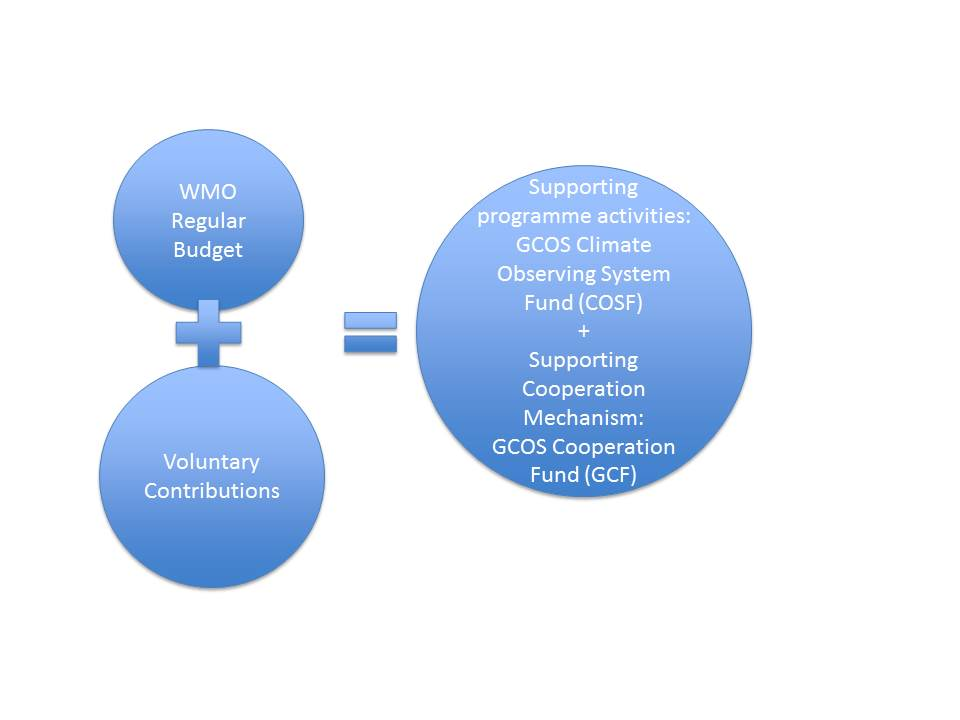 WMO
Regular
Budget
Voluntary
Contributions
Supporting
programme activities:
GCOS Climate
Observing System
Fund (COSF)
+
Supporting
Cooperation
Mechanism:
GCOS Cooperation
Fund (GCF)